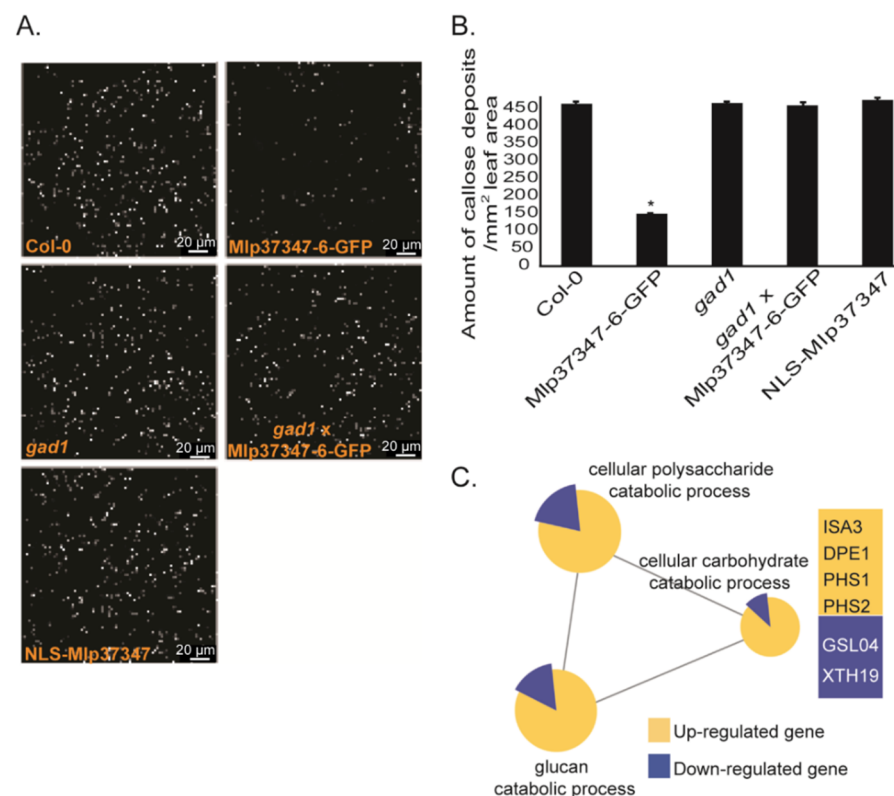 A.
Col-0
20 µm
Mlp37347-6-GFP
20 µm
gad1
20 µm
gad1 x
Mlp37347-6-GFP
20 µm
NLS-Mlp37347
20 µm
B.
Amount of callose deposits
/mm² leaf area
450
400
350
300
250
200
150
100
50
0
*
Col-0
Mlp37347-6-GFP
gad1
gad1 x
Mlp37347-6-GFP
NLS-Mlp37347
C.
cellular polysaccharide
catabolic process
cellular carbohydrate
catabolic process
glucan
catabolic process
ISA3
DPE1
PHS1
PHS2
GSL04
XTH19
Up-regulated gene
Down-regulated gene